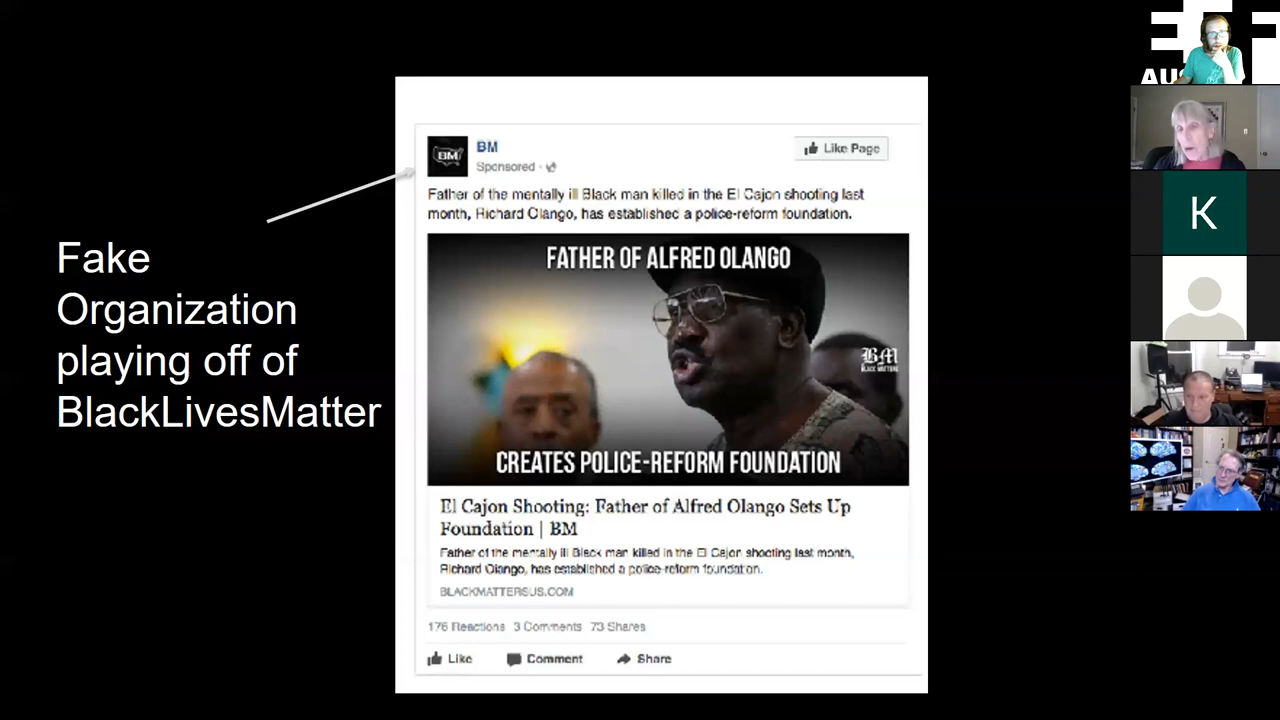 Fake
Organization
playing off of
BlackLivesMatter
BM
BM
Sponsored ·
Like Page
Father of the mentally ill Black man killed in the El Cajon shooting last
month, Richard Olango, has established a police-reform foundation.
FATHER OF ALFRED OLANGO
BM
BLACK MATTERS
CREATES POLICE-REFORM FOUNDATION
El Cajon Shooting: Father of Alfred Olango Sets Up
Foundation | BM
Father of the mentally ill Black man killed in the El Cajon shooting last month,
Richard Olango, has established a police-reform foundation.
BLACKMATTERSUS.COM
176 Reactions 3 Comments 73 Shares
Like Comment Share
K